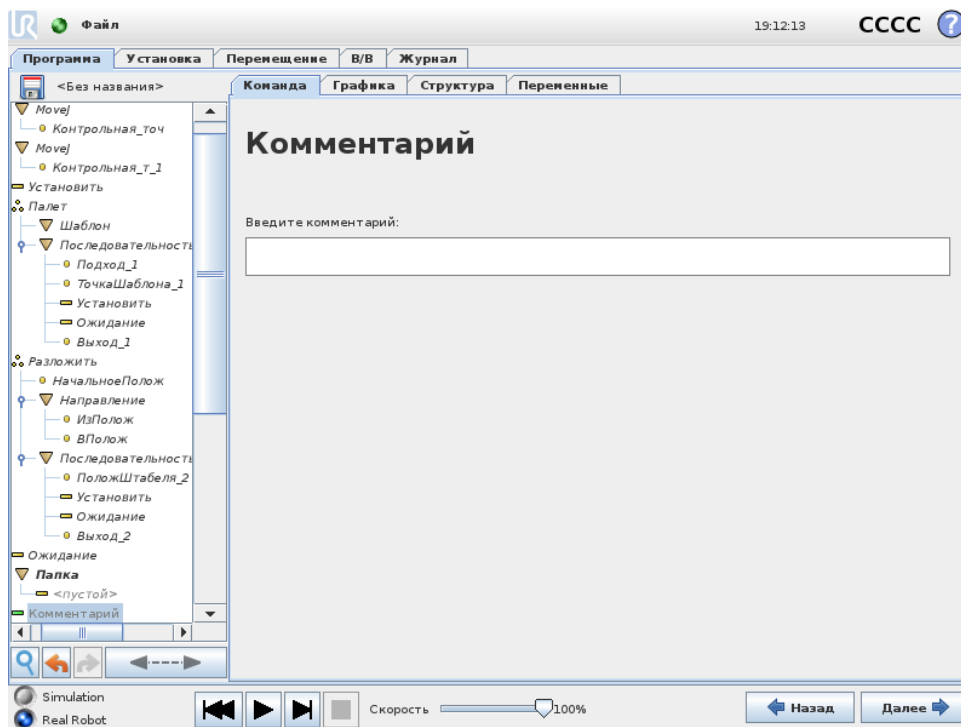 UR Файл 19:12:13 CCCC ?
Программа Установка Перемещение В/В Журнал
<Без названия> Команда Графика Структура Переменные
MoveJ
Контрольная_точ
MoveJ
Контрольная_т_1
Установить
Палет
Шаблон
Последовательность
Подход_1
ТочкаШаблона_1
Установить
Ожидание
Выход_1
Разложить
НачальноеПолож
Направление
ИзПолож
ВПолож
Последовательность
ПоложШтабеля_2
Установить
Ожидание
Выход_2
Ожидание
Папка
<пустой>
Комментарий
Комментарий
Введите комментарий:
Simulation
Real Robot
Скорость 100%
Назад Далее